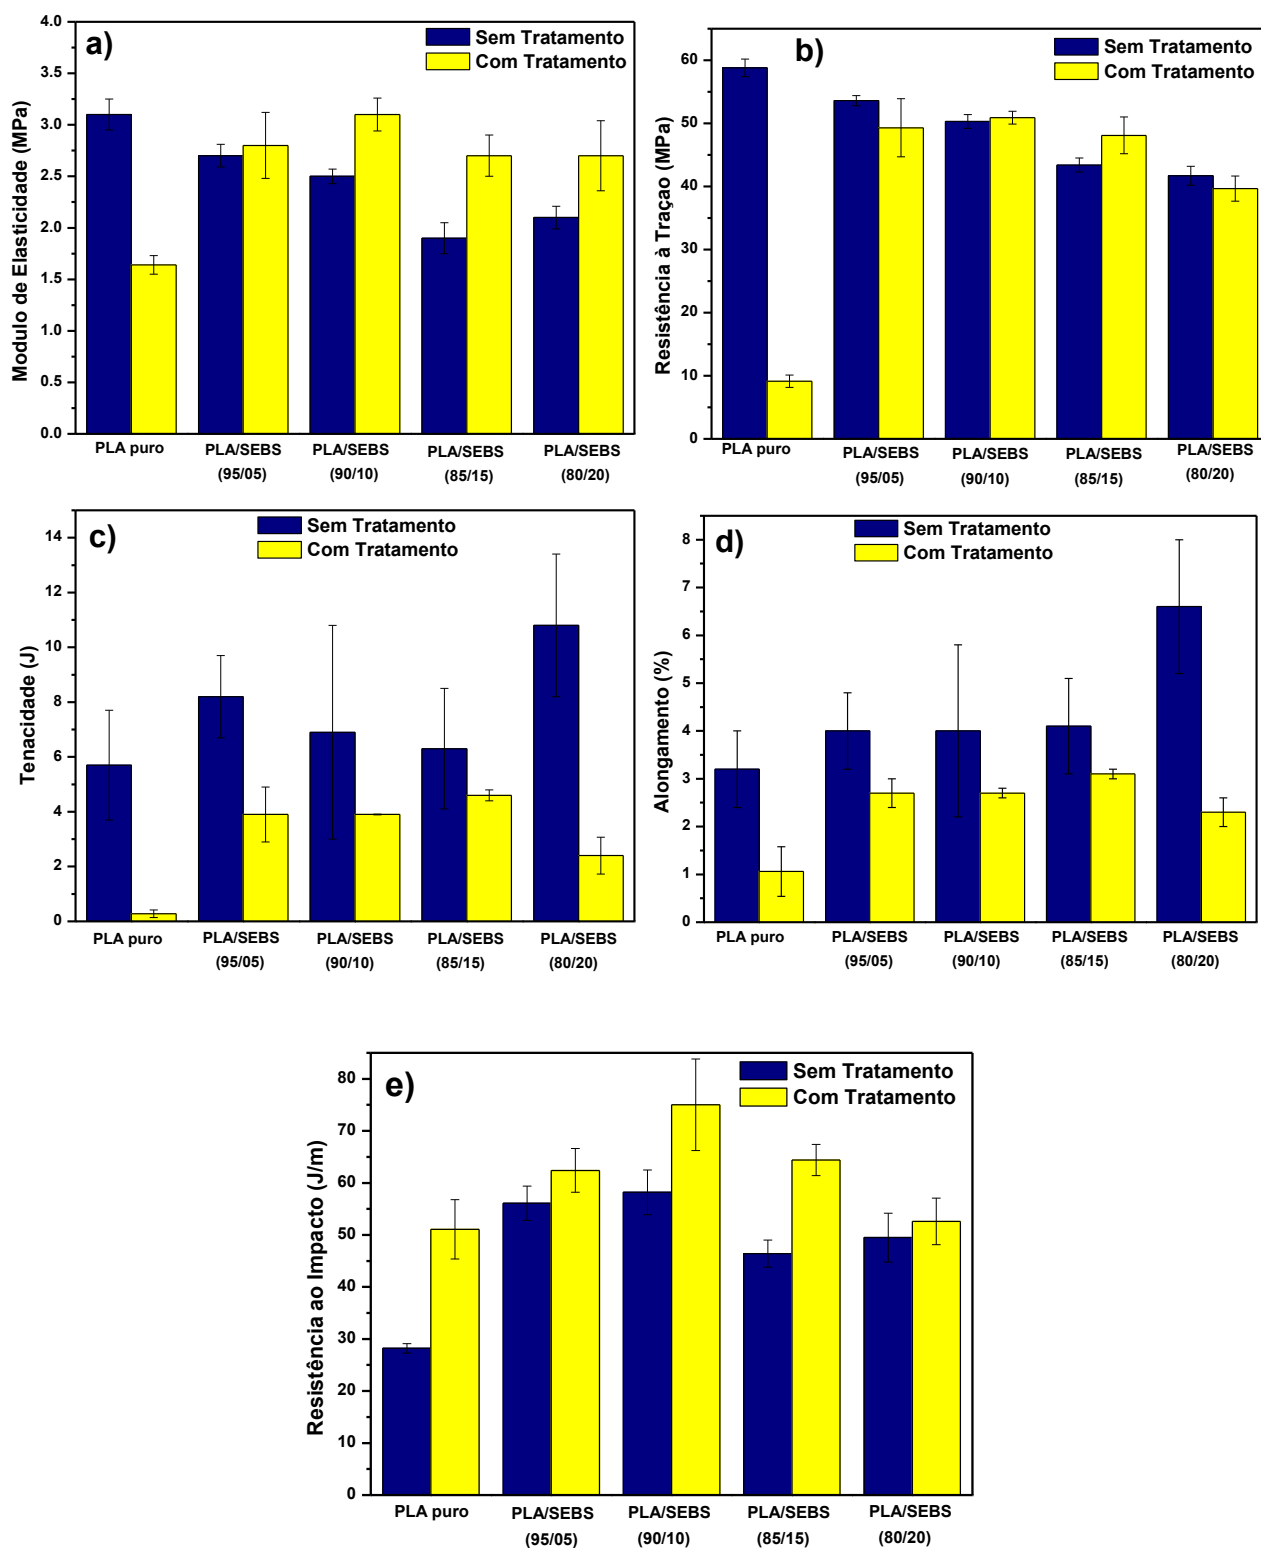 a)
Sem Tratamento
Com Tratamento
Modulo de Elasticidade (MPa)
4.0
3.5
3.0
2.5
2.0
1.5
1.0
0.5
0.0
PLA puro
PLA/SEBS
(95/05)
PLA/SEBS
(90/10)
PLA/SEBS
(85/15)
PLA/SEBS
(80/20)
b)
Sem Tratamento
Com Tratamento
Resistência à Traçao (MPa)
60
50
40
30
20
10
0
PLA puro
PLA/SEBS
(95/05)
PLA/SEBS
(90/10)
PLA/SEBS
(85/15)
PLA/SEBS
(80/20)
c)
Sem Tratamento
Com Tratamento
Tenacidade (J)
14
12
10
8
6
4
2
0
PLA puro
PLA/SEBS
(95/05)
PLA/SEBS
(90/10)
PLA/SEBS
(85/15)
PLA/SEBS
(80/20)
d)
Sem Tratamento
Com Tratamento
Alongamento (%)
8
7
6
5
4
3
2
1
0
PLA puro
PLA/SEBS
(95/05)
PLA/SEBS
(90/10)
PLA/SEBS
(85/15)
PLA/SEBS
(80/20)
e)
Sem Tratamento
Com Tratamento
Resistência ao Impacto (J/m)
80
70
60
50
40
30
20
10
0
PLA puro
PLA/SEBS
(95/05)
PLA/SEBS
(90/10)
PLA/SEBS
(85/15)
PLA/SEBS
(80/20)